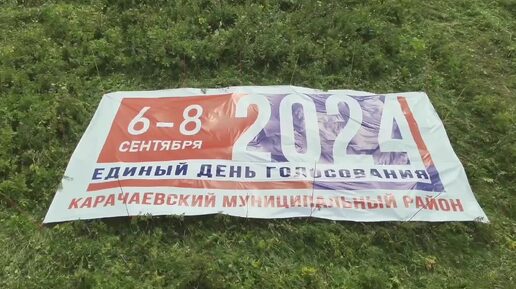 6-8
СЕНТЯБРЯ
2024
ЕДИНЫЙ ДЕНЬ ГОЛОСОВАНИЯ
КАРАЧАЕВСКИЙ МУНИЦИПАЛЬНЫЙ РАЙОН